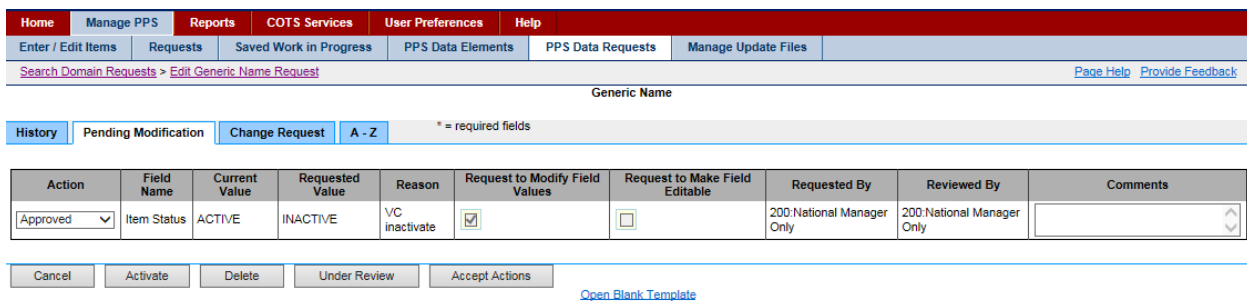 Home Manage PPS Reports COTS Services User Preferences Help
Enter / Edit Items Requests Saved Work in Progress PPS Data Elements PPS Data Requests Manage Update Files
Search Domain Requests > Edit Generic Name Request Page Help Provide Feedback
Generic Name
History Pending Modification Change Request A - Z * = required fields
Action Field Name Current Value Requested Value Reason Request to Modify Field Values Request to Make Field Editable Requested By Reviewed By Comments
Approved Item Status ACTIVE INACTIVE VC inactivate 200:National Manager Only 200:National Manager Only
Cancel Activate Delete Under Review Accept Actions
Open Blank Template